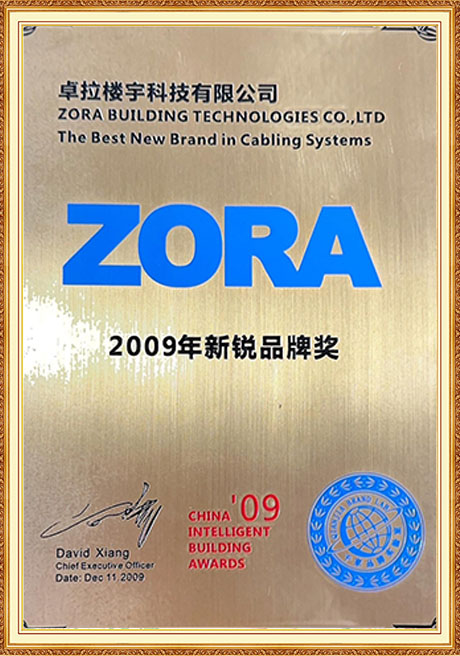 卓拉楼宇科技有限公司
ZORA BUILDING TECHNOLOGIES CO.,LTD
The Best New Brand in Cabling Systems
ZORA
2009年新锐品牌奖
CHINA '09
INTELLIGENT
BUILDING
AWARDS
David Xiang
Chief Executive Officer
Date: Dec 11.2009